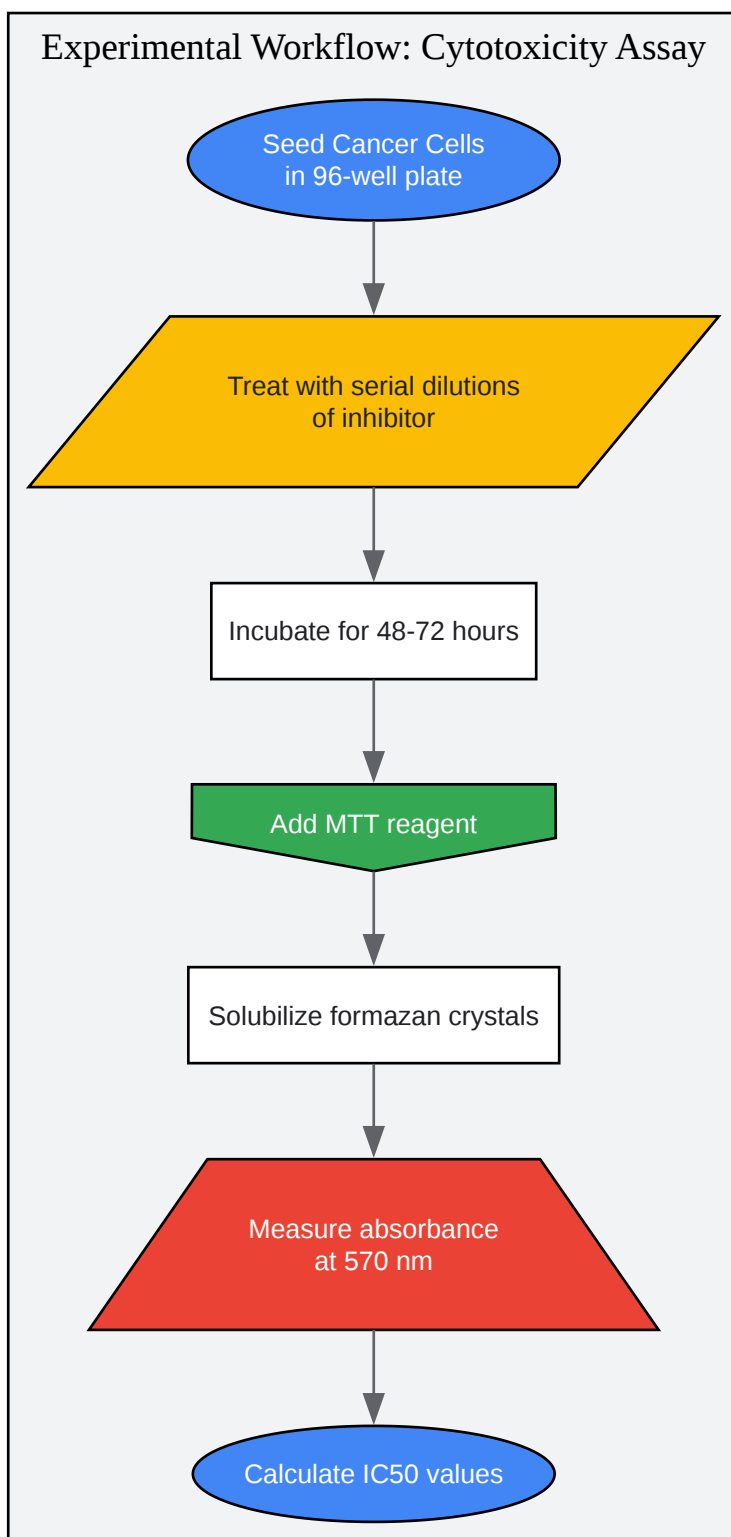 Experimental Workflow: Cytotoxicity Assay
Seed Cancer Cells
in 96-well plate
Treat with serial dilutions
of inhibitor
Incubate for 48-72 hours
Add MTT reagent
Solubilize formazan crystals
Measure absorbance
at 570 nm
Calculate IC50 values